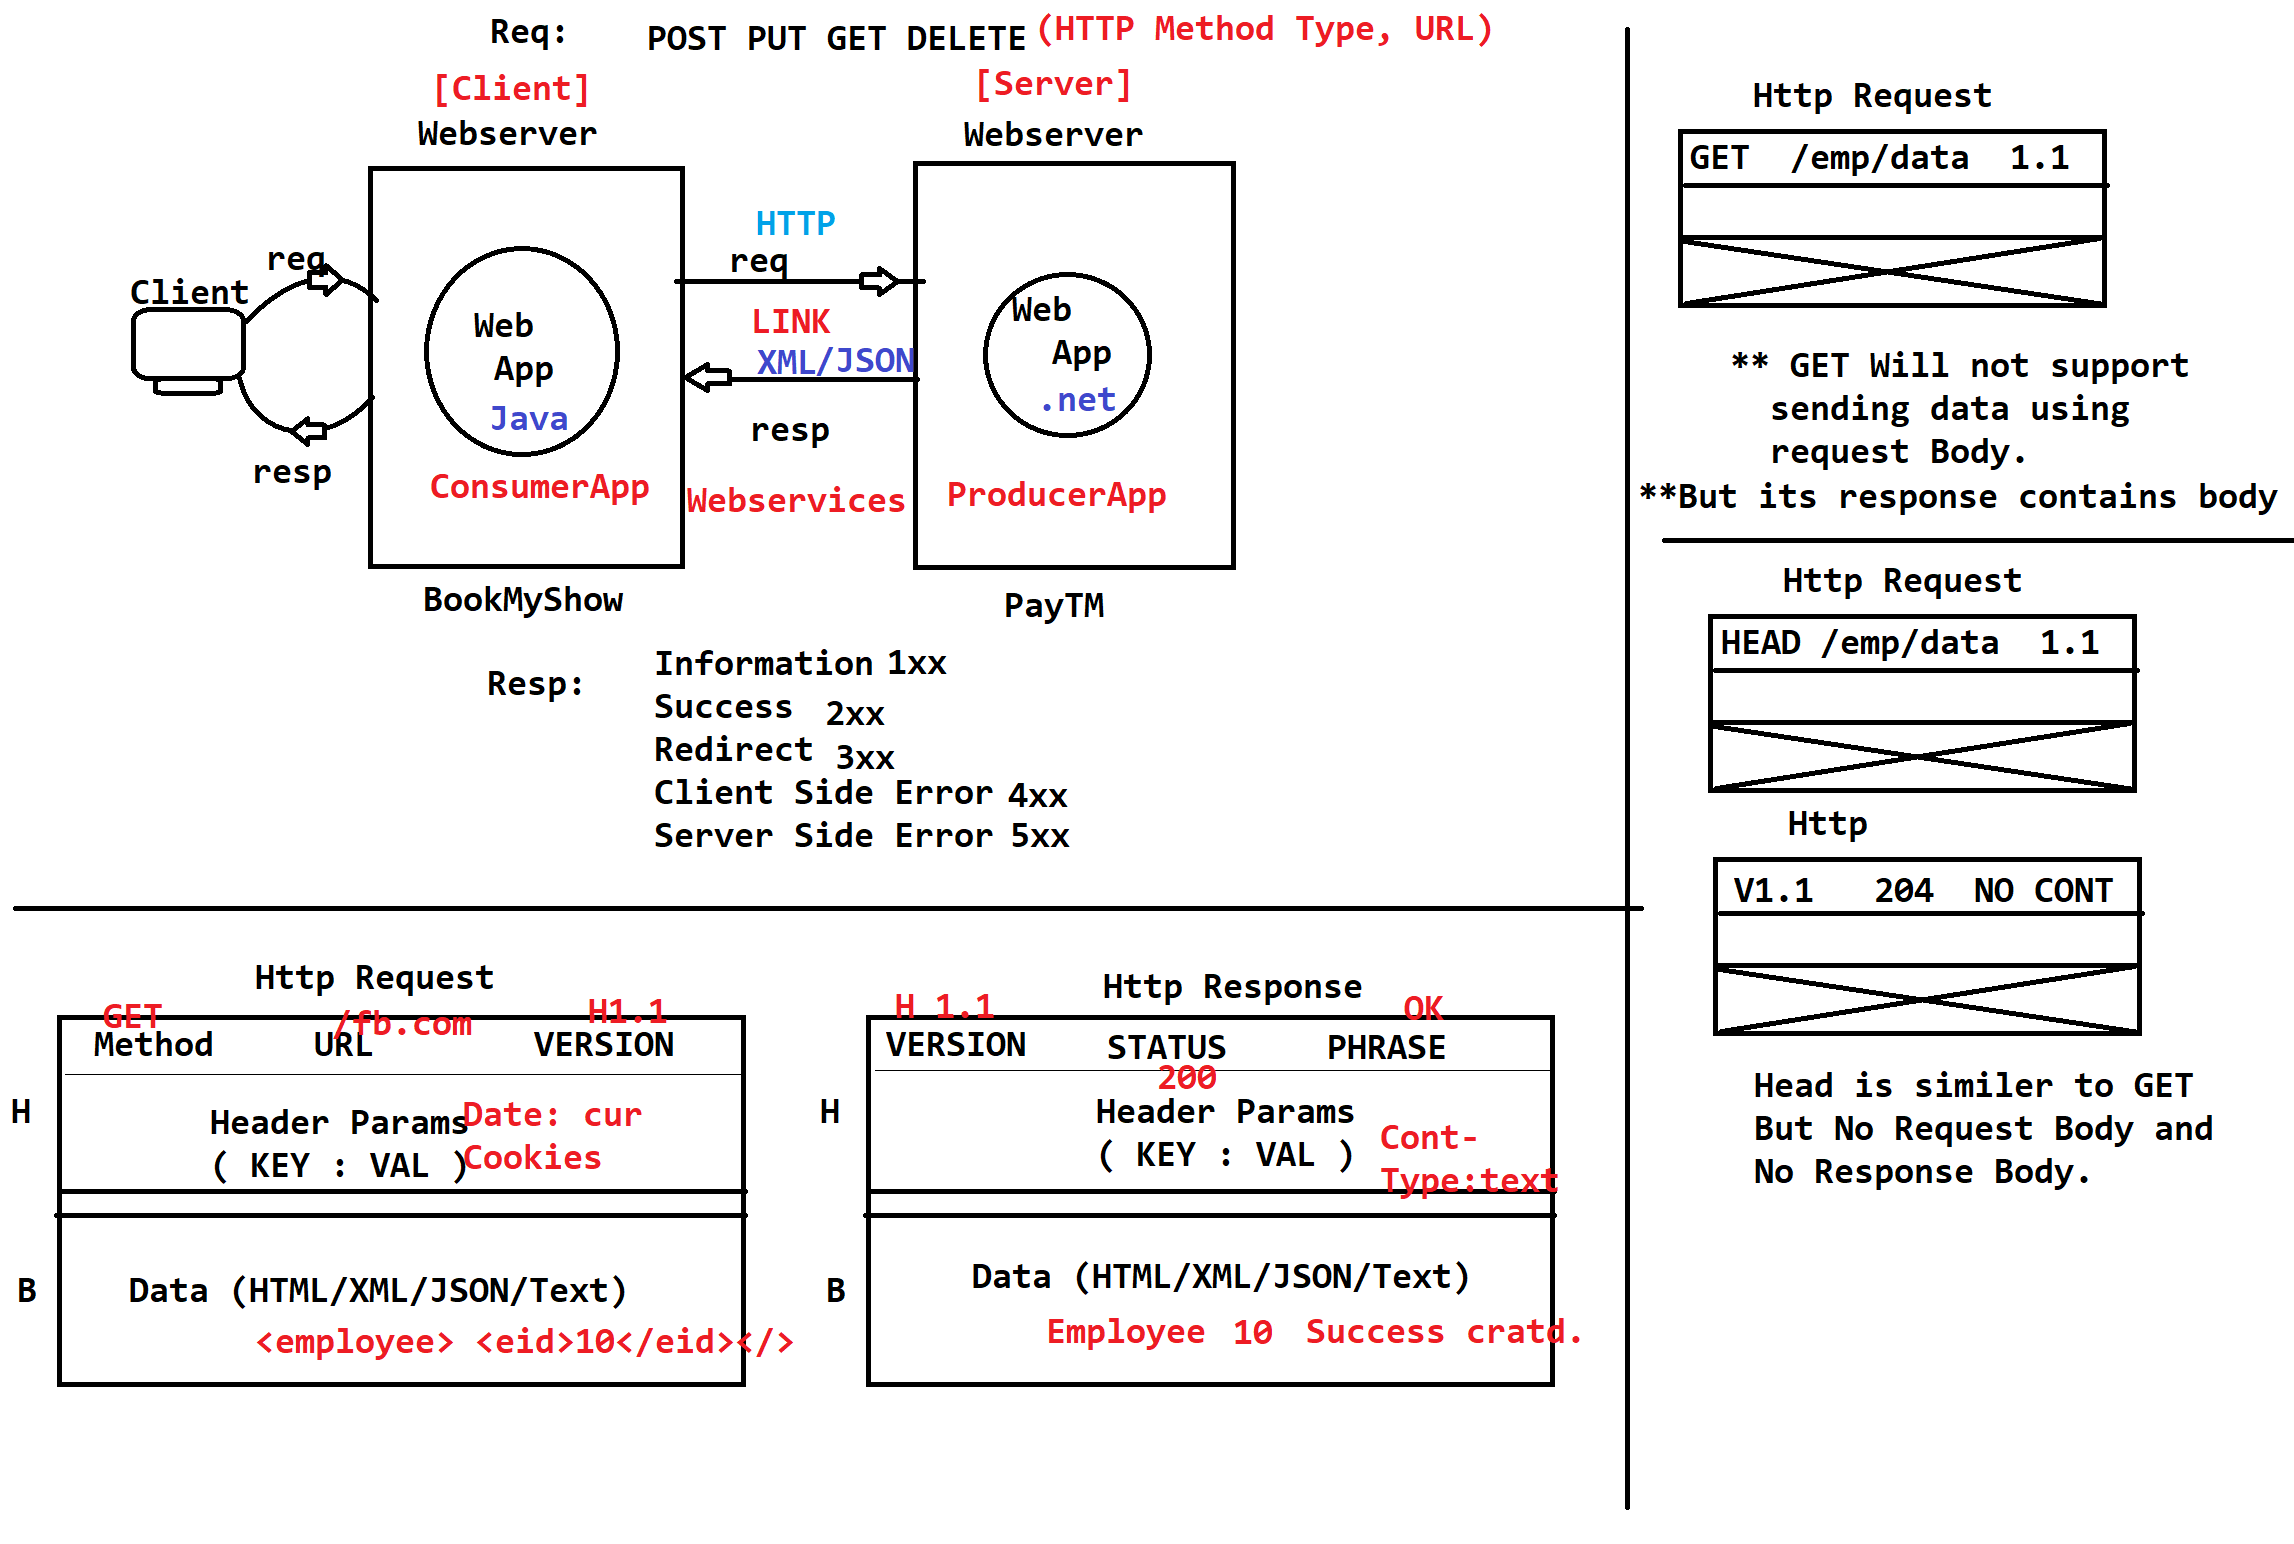 Req: POST PUT GET DELETE (HTTP Method Type, URL)
[Client]
Webserver
[Server]
Webserver
Client
req
resp
Web
App
Java
ConsumerApp
BookMyShow
HTTP
req
LINK
XML/JSON
resp
Webservices
Web
App
.net
ProducerApp
PayTM
Resp:
Information 1xx
Success 2xx
Redirect 3xx
Client Side Error 4xx
Server Side Error 5xx
Http Request
GET /fb.com H1.1
Method URL VERSION
H
Header Params
( KEY : VAL )
Date: cur
Cookies
B
Data (HTML/XML/JSON/Text)
<employee> <eid>10</eid></>
Http Response
H 1.1 OK
VERSION STATUS PHRASE
200
H
Header Params
( KEY : VAL )
Cont-
Type:text
B
Data (HTML/XML/JSON/Text)
Employee 10 Success cratd.
Http Request
GET /emp/data 1.1
** GET Will not support
sending data using
request Body.
**But its response contains body
Http Request
HEAD /emp/data 1.1
Http
V1.1 204 NO CONT
Head is similer to GET
But No Request Body and
No Response Body.